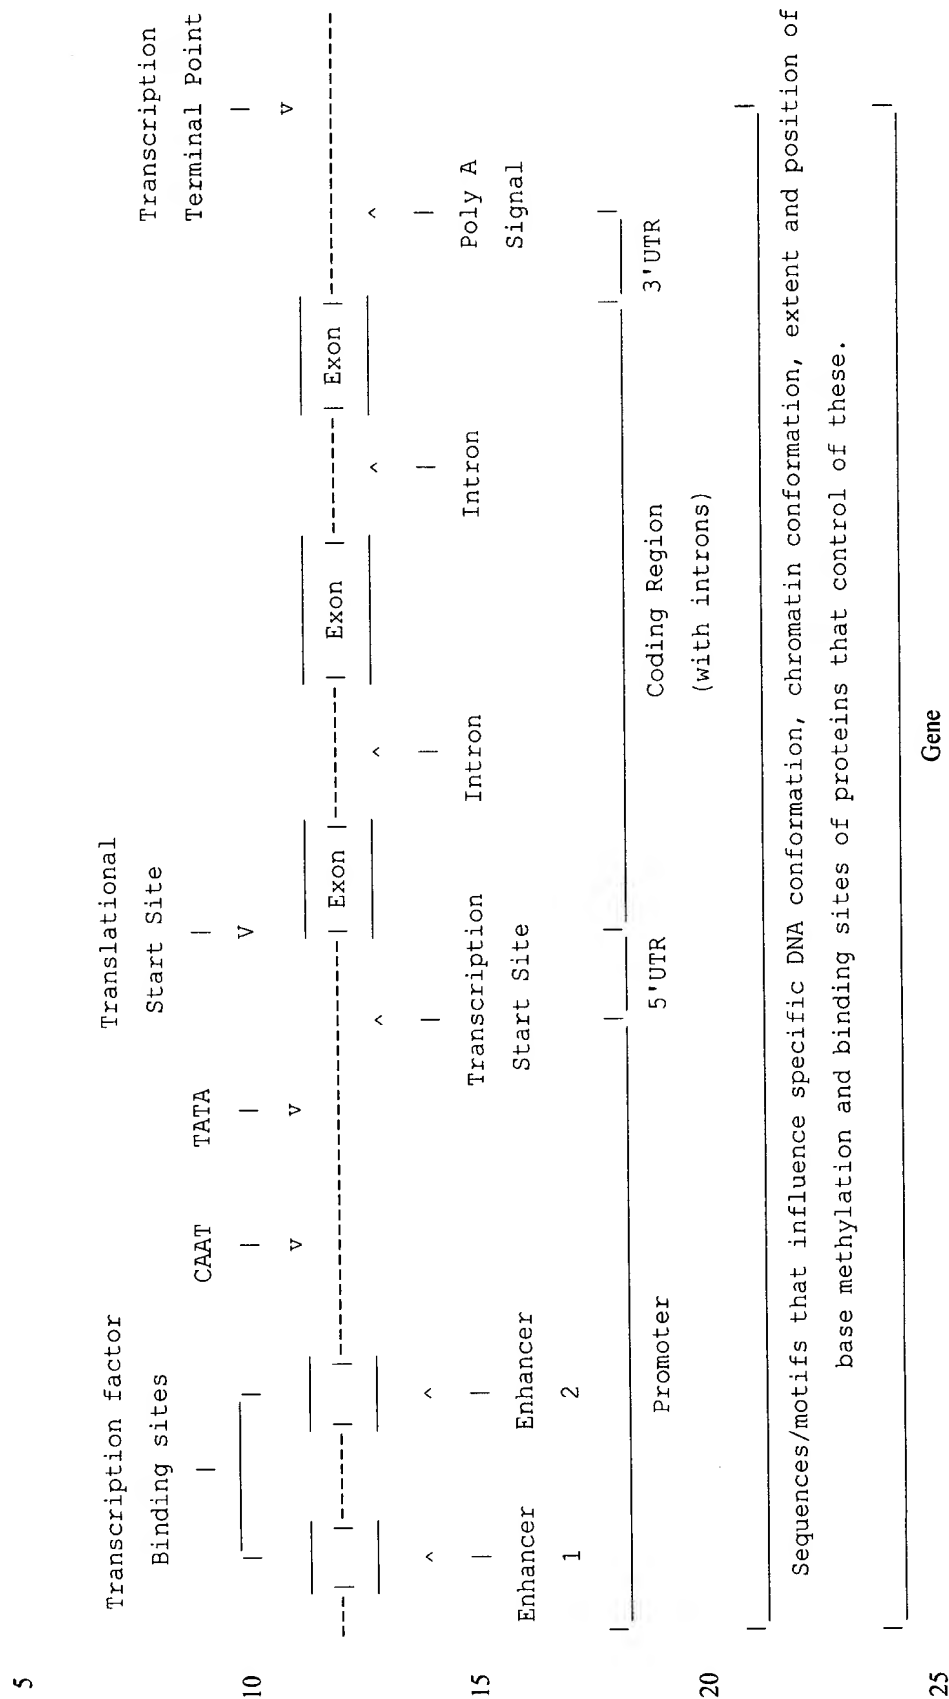 5
Transcription factor
Binding sites
CAAT
TATA
Translational
Start Site
Transcription
Terminal Point
10
Exon
Exon
Exon
15
Enhancer
1
Enhancer
2
Transcription
Start Site
Intron
Intron
Poly A
Signal
20
Promoter
5'UTR
Coding Region
(with introns)
3'UTR
Sequences/motifs that influence specific DNA conformation, chromatin conformation, extent and position of
base methylation and binding sites of proteins that control of these.
25
Gene